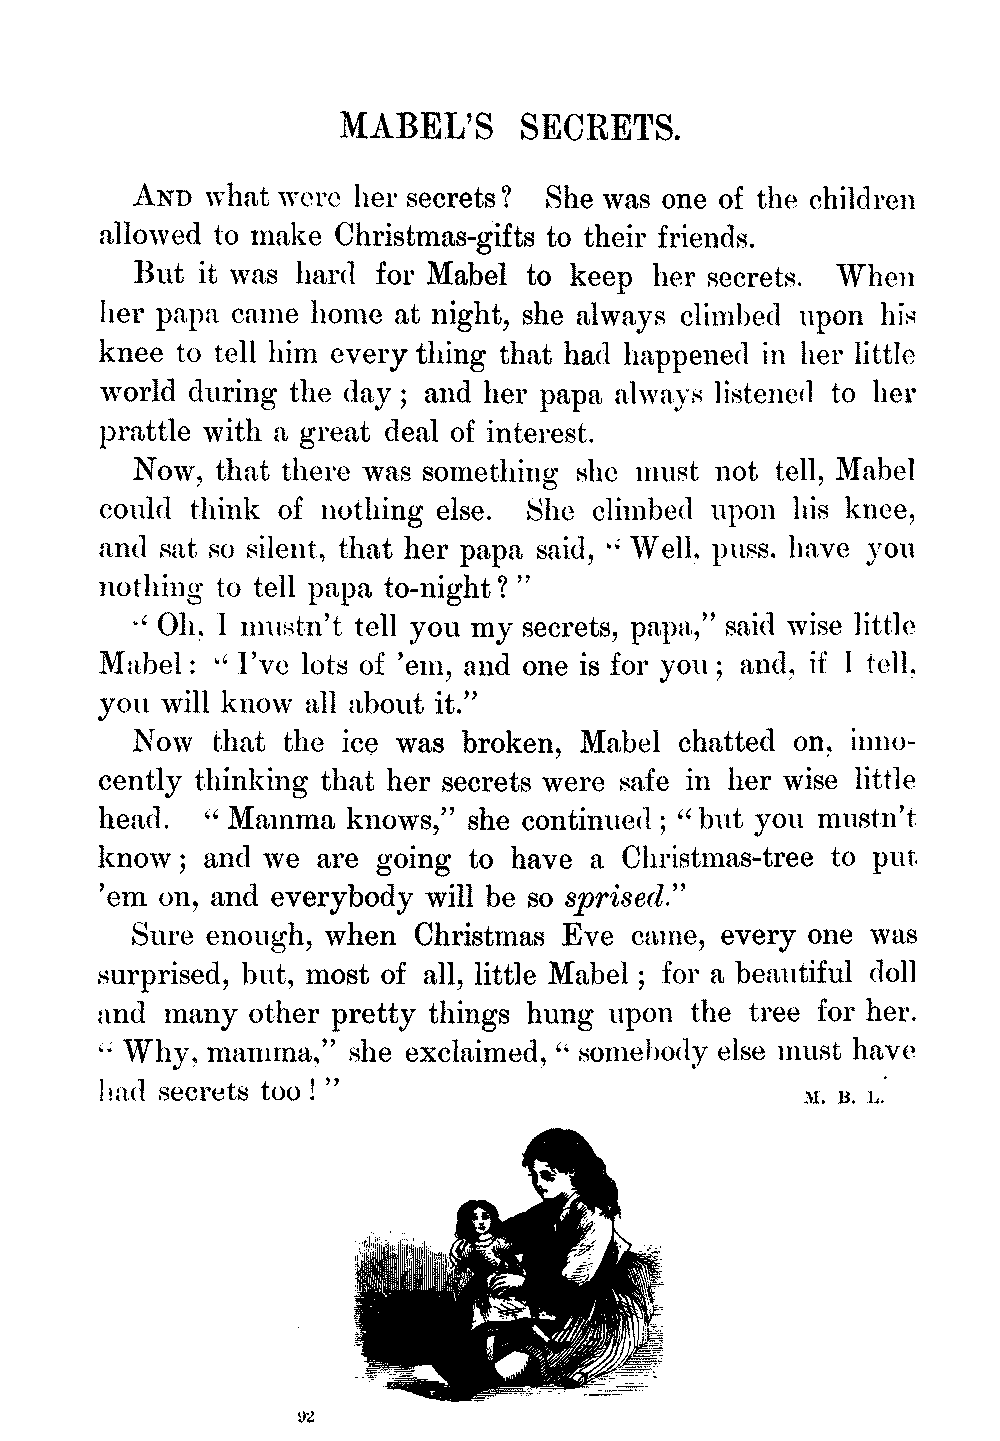 MABEL'S SECRETS.
AND what were her secrets? She was one of the children
allowed to make Christmas-gifts to their friends.
But it was hard for Mabel to keep her secrets. When
her papa came home at night, she always climbed upon his
knee to tell him every thing that had happened in her little
world during the day; and her papa always listened to her
prattle with a great deal of interest.
Now, that there was something she must not tell, Mabel
could think of nothing else. She climbed upon his knee,
and sat so silent, that her papa said, “Well, puss, have you
nothing to tell papa to-night?”
“Oh, I mustn't tell you my secrets, papa,” said wise little
Mabel: “I've lots of 'em, and one is for you; and, if I tell,
you will know all about it.”
Now that the ice was broken, Mabel chatted on, inno-
cently thinking that her secrets were safe in her wise little
head. “Mamma knows,” she continued; “but you mustn't
know; and we are going to have a Christmas-tree to put
'em on, and everybody will be so sprised.”
Sure enough, when Christmas Eve came, every one was
surprised, but, most of all, little Mabel; for a beautiful doll
and many other pretty things hung upon the tree for her.
“Why, mamma,” she exclaimed, “somebody else must have
had secrets too!”
M. B. L.
92